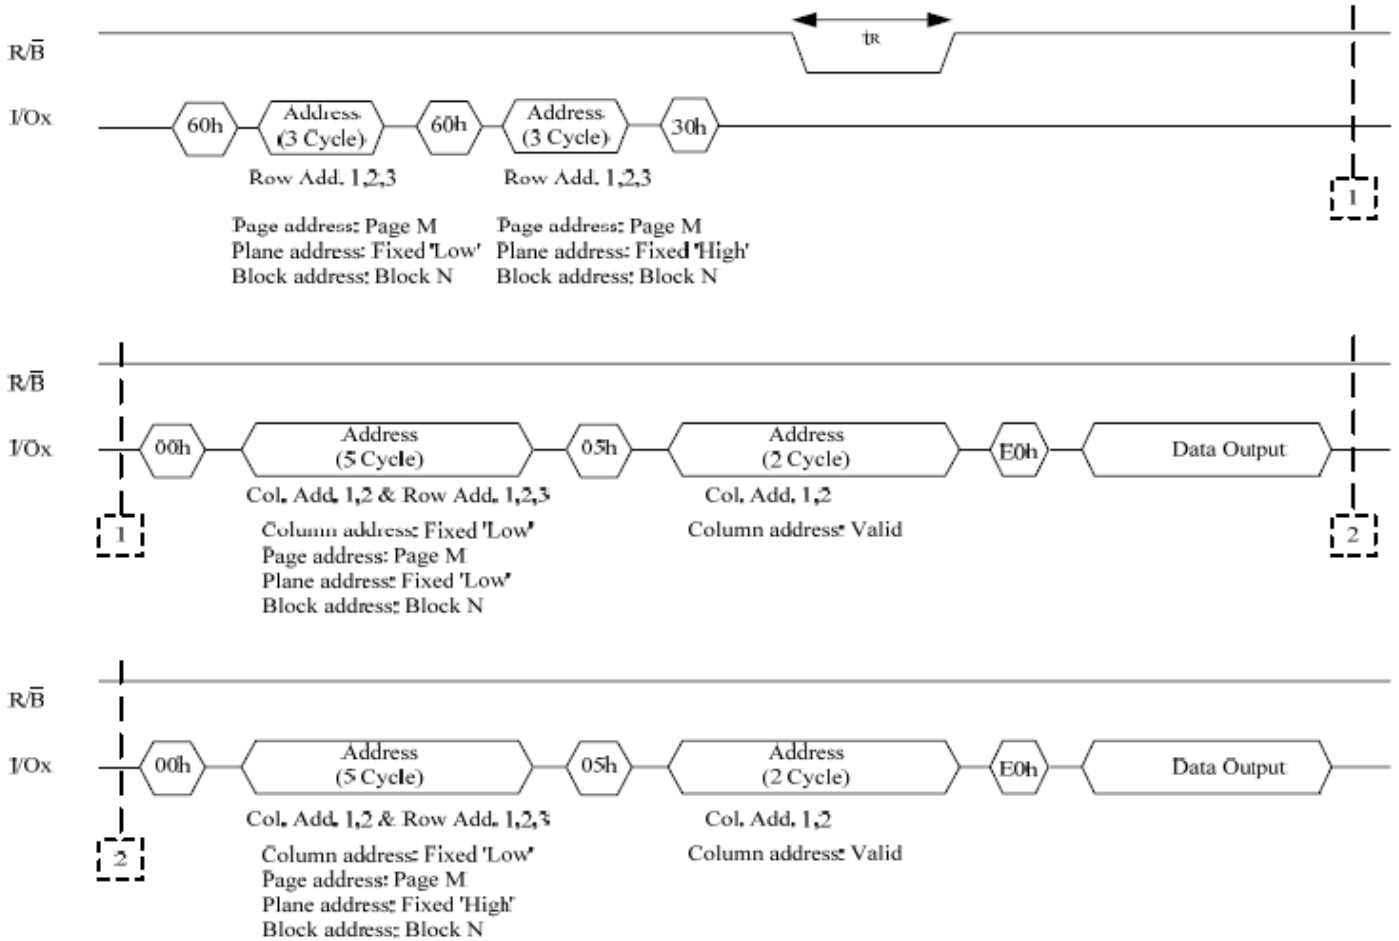 R/B̅
tR
I/Ox
60h
Address
(3 Cycle)
60h
Address
(3 Cycle)
30h
Row Add. 1,2,3
Row Add. 1,2,3
Page address: Page M
Plane address: Fixed 'Low'
Block address: Block N
Page address: Page M
Plane address: Fixed 'High'
Block address: Block N
1
R/B̅
I/Ox
00h
Address
(5 Cycle)
05h
Address
(2 Cycle)
E0h
Data Output
Col. Add. 1,2 & Row Add. 1,2,3
Col. Add. 1,2
1
Column address: Fixed 'Low'
Page address: Page M
Plane address: Fixed 'Low'
Block address: Block N
Column address: Valid
2
R/B̅
I/Ox
00h
Address
(5 Cycle)
05h
Address
(2 Cycle)
E0h
Data Output
Col. Add. 1,2 & Row Add. 1,2,3
Col. Add. 1,2
2
Column address: Fixed 'Low'
Page address: Page M
Plane address: Fixed 'High'
Block address: Block N
Column address: Valid